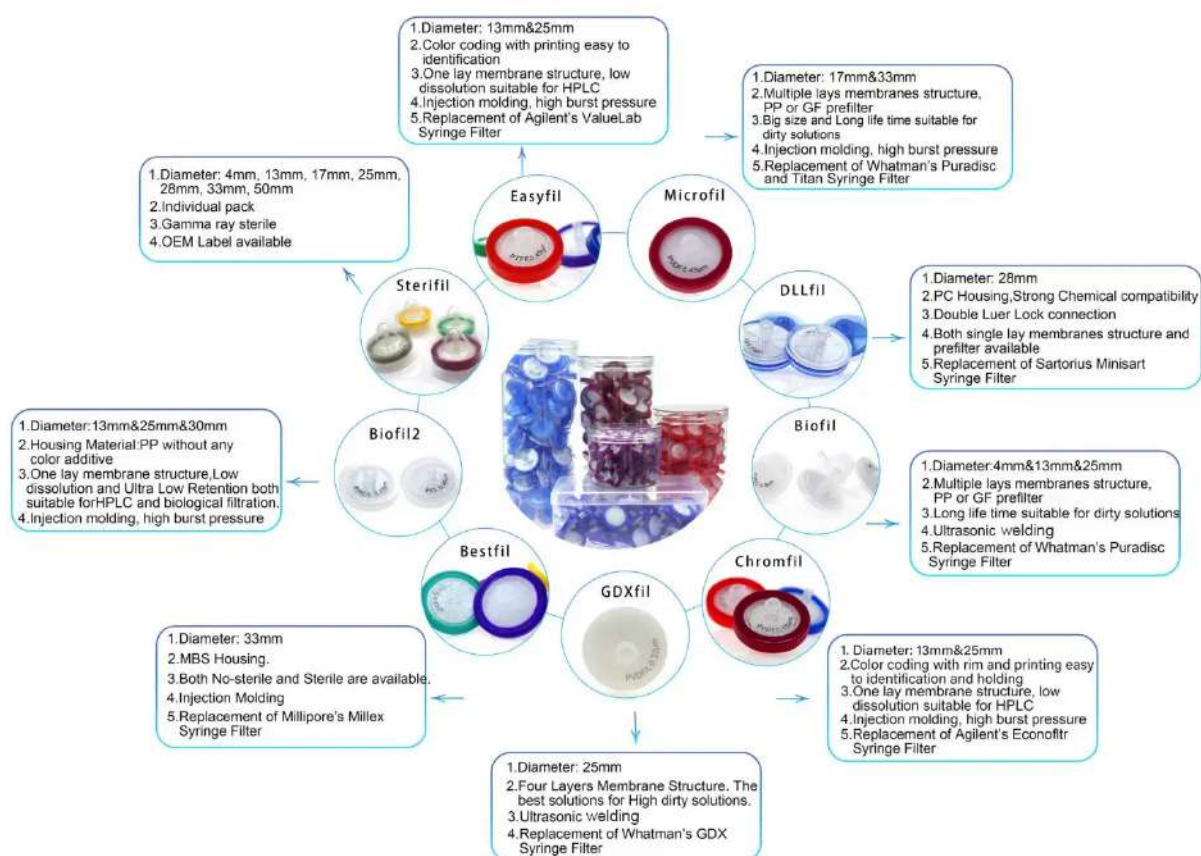 1.Diameter: 13mm&25mm
2.Color coding with printing easy to
identification
3.One lay membrane structure, low
dissolution suitable for HPLC
4.Injection molding, high burst pressure
5.Replacement of Agilent's ValueLab
Syringe Filter
1.Diameter: 17mm&33mm
2.Multiple lays membranes structure,
PP or GF prefilter
3.Big size and Long life time suitable for
dirty solutions
4.Injection molding, high burst pressure
5.Replacement of Whatman's Puradisc
and Titan Syringe Filter
1.Diameter: 4mm, 13mm, 17mm, 25mm,
28mm, 33mm, 50mm
2.Individual pack
3.Gamma ray sterile
4.OEM Label available
Easyfil
Microfil
Sterifil
DLLfil
1.Diameter: 28mm
2.PC Housing,Strong Chemical compatibility
3.Double Luer Lock connection
4.Both single lay membranes structure and
prefilter available
5.Replacement of Sartorius Minisart
Syringe Filter
1.Diameter:13mm&25mm&30mm
2.Housing Material:PP without any
color additive
3.One lay membrane structure,Low
dissolution and Ultra Low Retention both
suitable forHPLC and biological filtration.
4.Injection molding, high burst pressure
Biofil2
Biofil
1.Diameter:4mm&13mm&25mm
2.Multiple lays membranes structure,
PP or GF prefilter
3.Long life time suitable for dirty solutions
4.Ultrasonic welding
5.Replacement of Whatman's Puradisc
Syringe Filter
Bestfil
GDXfil
Chromfil
1.Diameter: 33mm
2.MBS Housing.
3.Both No-sterile and Sterile are available.
4.Injection Molding
5.Replacement of Millipore's Millex
Syringe Filter
1. Diameter: 13mm&25mm
2.Color coding with rim and printing easy
to identification and holding
3.One lay membrane structure, low
dissolution suitable for HPLC
4.Injection molding, high burst pressure
5.Replacement of Agilent's Econofltr
Syringe Filter
1.Diameter: 25mm
2.Four Layers Membrane Structure. The
best solutions for High dirty solutions.
3.Ultrasonic welding
4.Replacement of Whatman's GDX
Syringe Filter